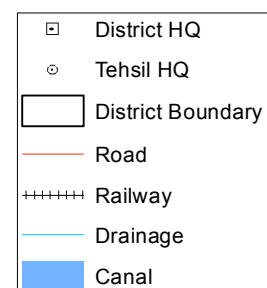 District HQ
Tehsil HQ
District Boundary
Road
Railway
Drainage
Canal